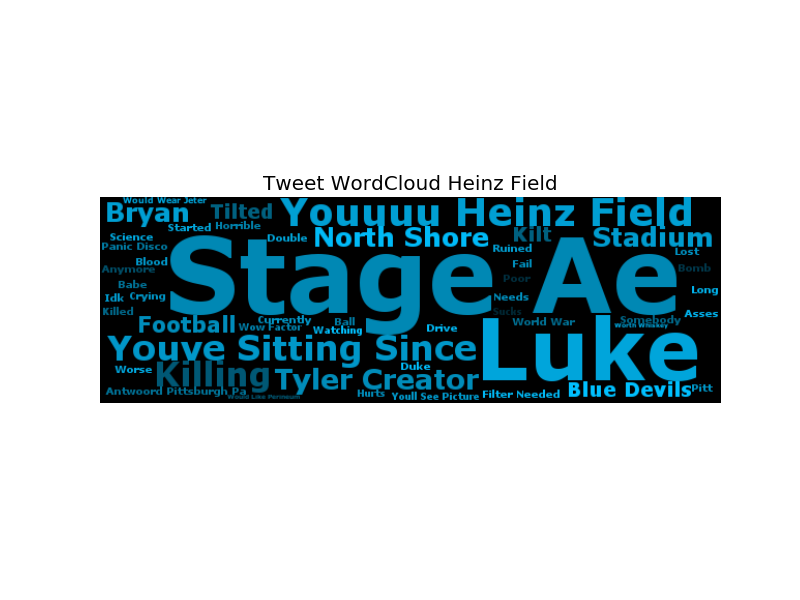 Tweet WordCloud Heinz Field
Would Wear Jeter
Bryan Tilted Youuuu Heinz Field
Started Horrible
Science Double North Shore Kilt Stadium
Panic Disco Ruined Lost
Blood Stage Ae Fail
Anymore Bomb
Babe Poor
Idk Crying Needs Long
Killed Sucks
Football Currently Ball World War Somebody Asses
Wow Factor Watching Drive Luke Worth Whiskey
Youve Sitting Since
Worse Killing Duke
Tyler Creator
Antwoord Pittsburgh Pa Hurts Youll See Picture Filter Needed Blue Devils Pitt
Would Like Permeum